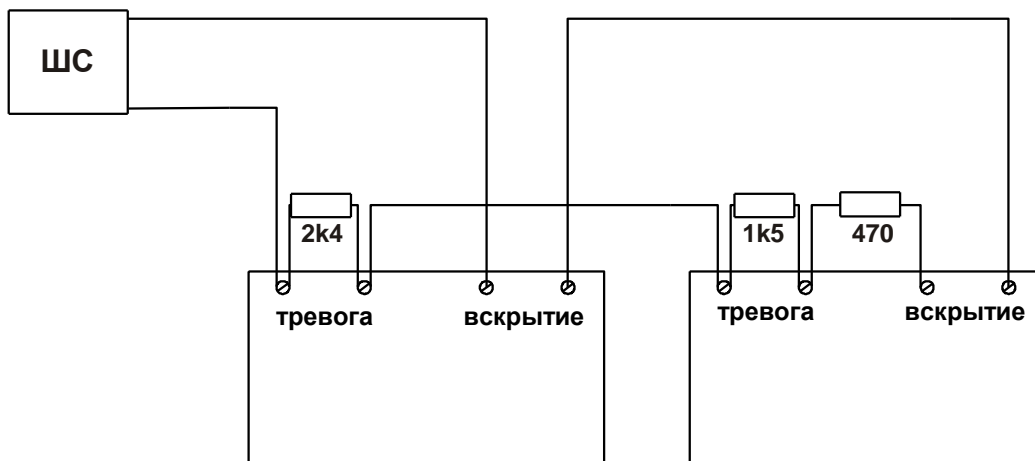 ШС
2k4
1k5
470
тревога
вскрытие
тревога
вскрытие